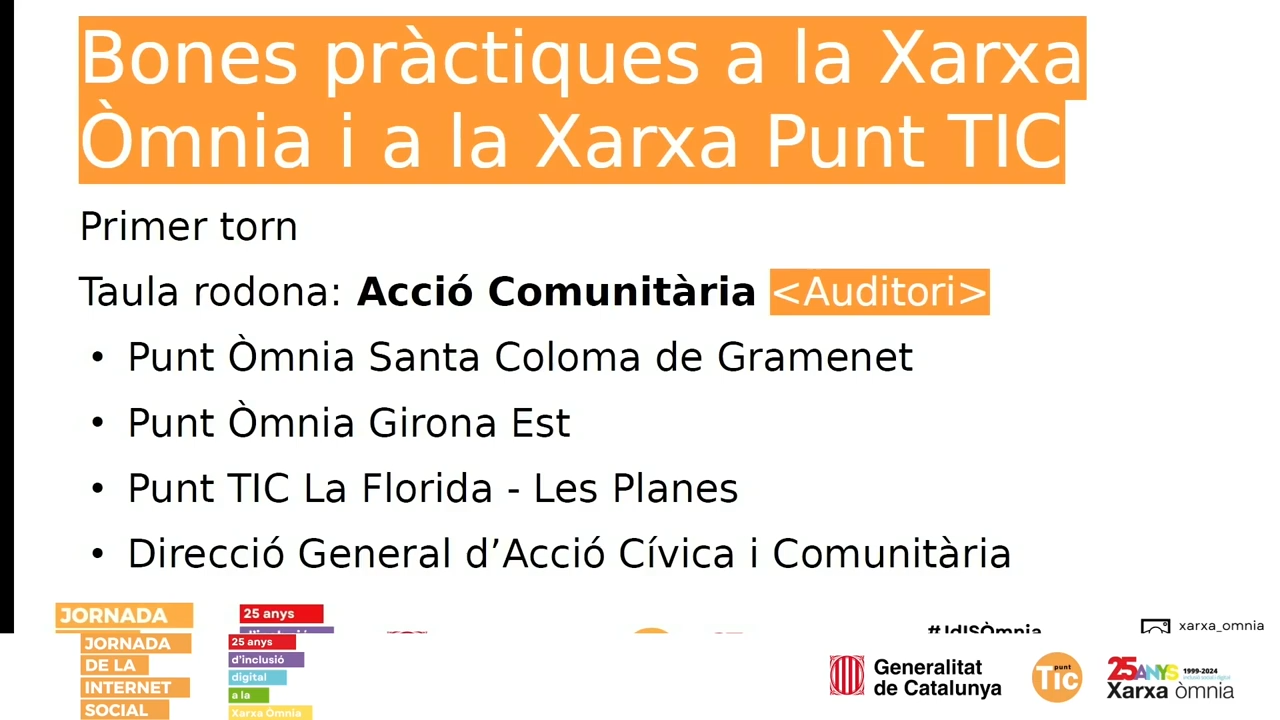 Bones pràctiques a la Xarxa
Òmnia i a la Xarxa Punt TIC
Primer torn
Taula rodona: Acció Comunitària <Auditori>
• Punt Òmnia Santa Coloma de Gramenet
• Punt Òmnia Girona Est
• Punt TIC La Florida - Les Planes
• Direcció General d’Acció Cívica i Comunitària
JORNADA
25 anys
d'inclusió
#JdISÒmnia
xarxa_omnia
JORNADA
DE LA
INTERNET
SOCIAL
25 anys
d'inclusió
digital
a la
Xarxa Òmnia
Generalitat
de Catalunya
punt
Tic
25ANYS 1999-2024
Xarxa òmnia